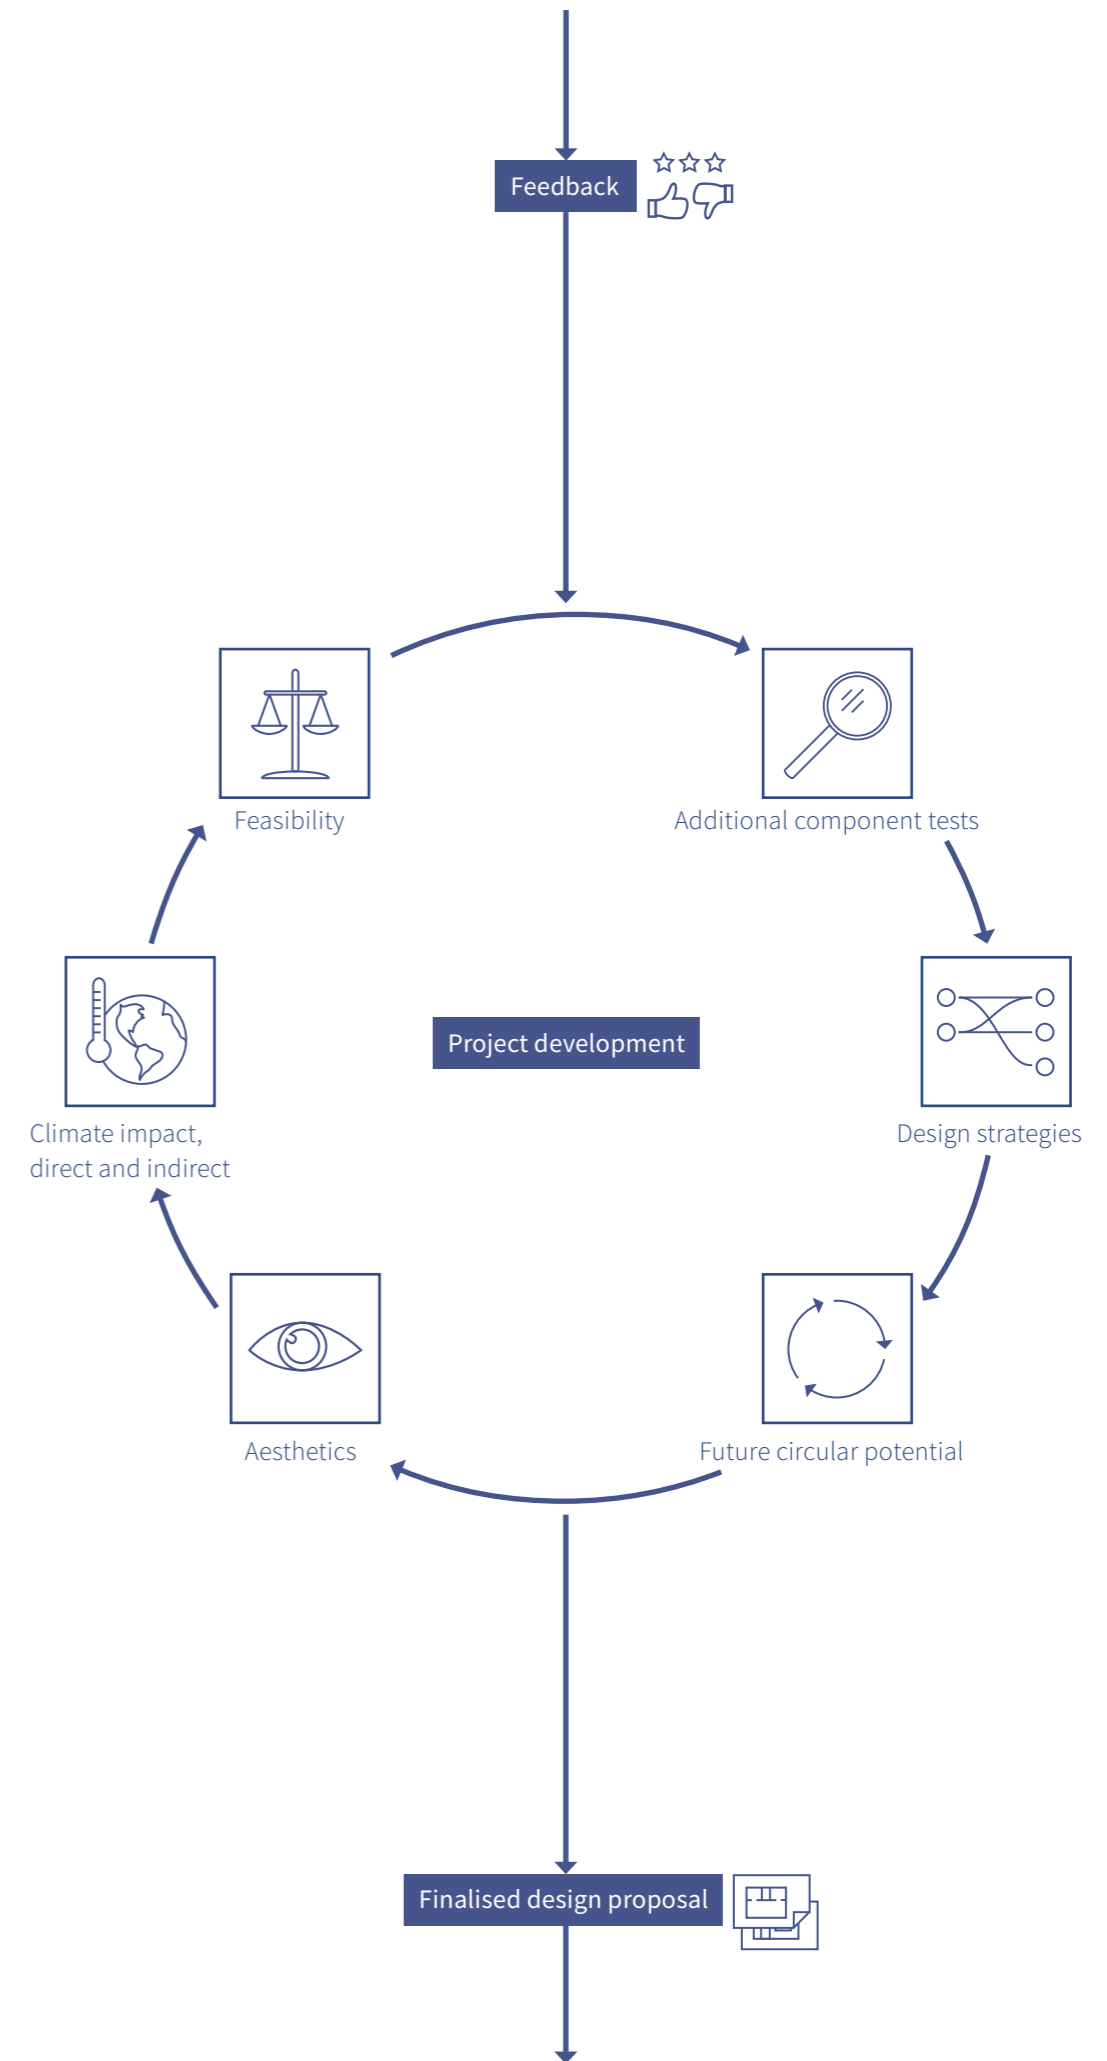 Feedback
Feasibility
Additional component tests
Project development
Climate impact,
direct and indirect
Design strategies
Aesthetics
Future circular potential
Finalised design proposal